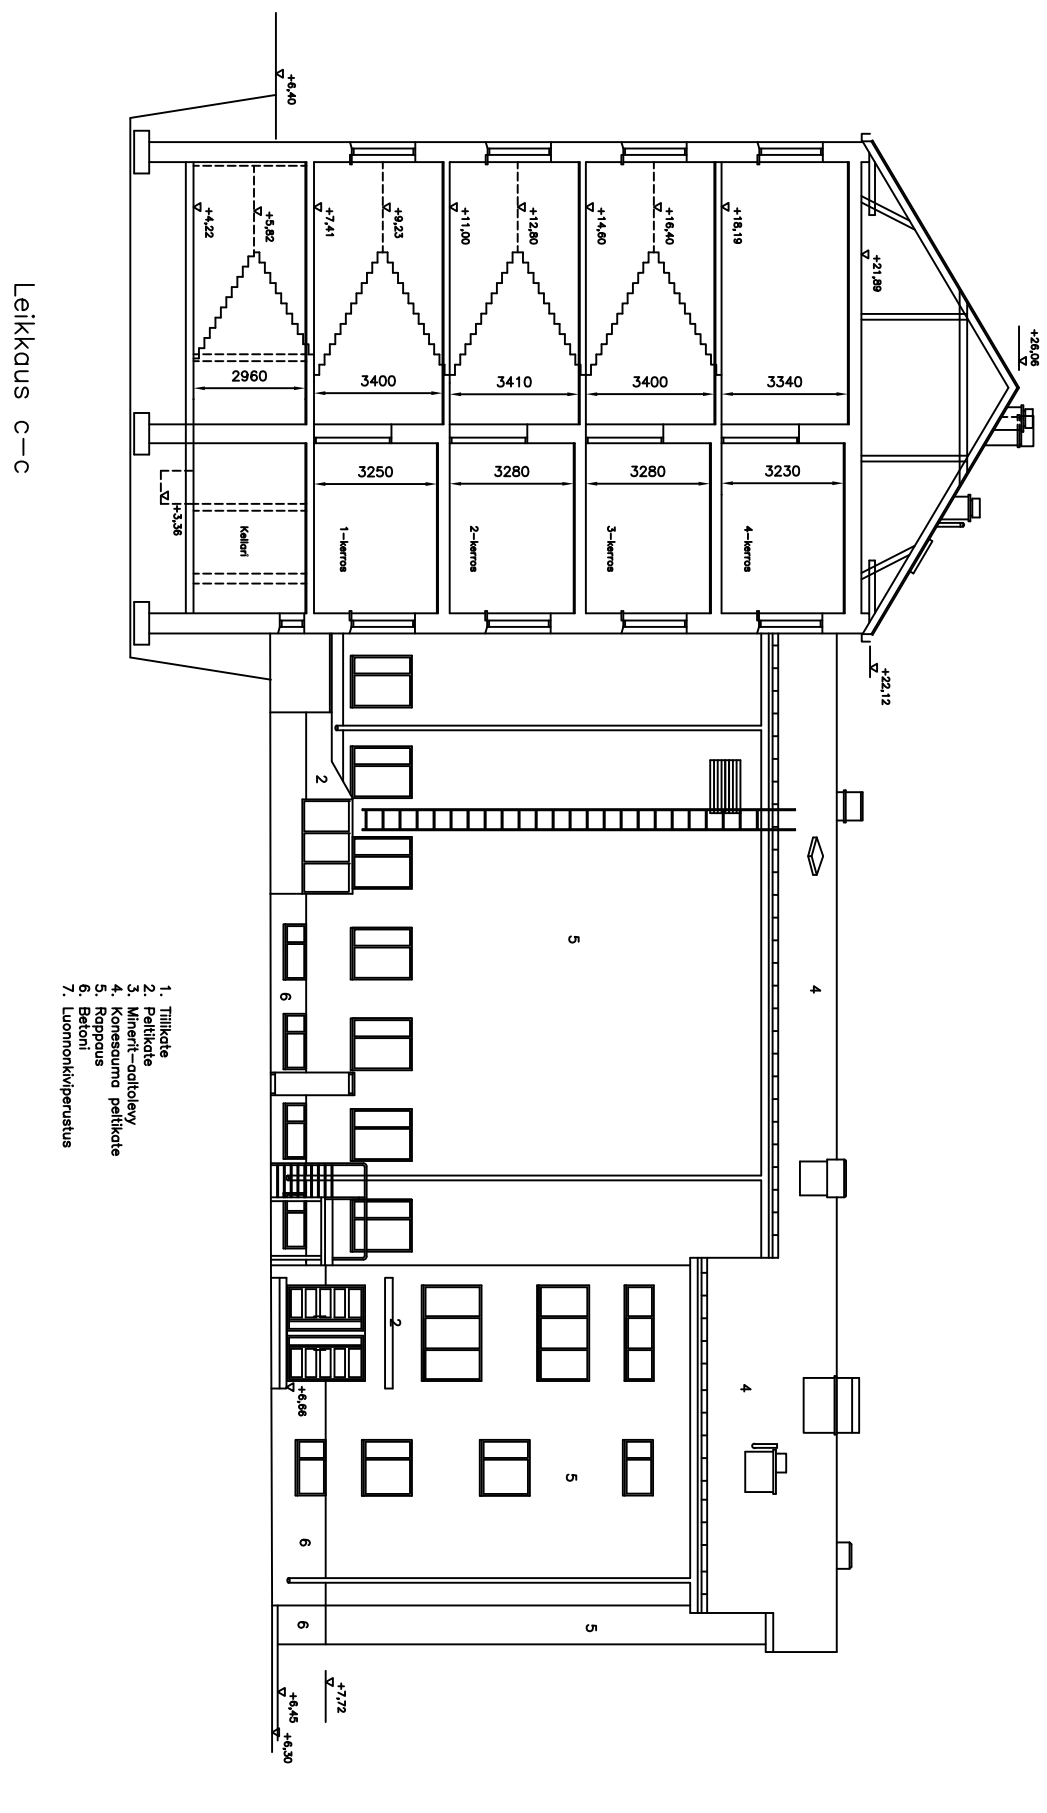 +26,06
+21,89
+22,12
+18,19
+16,40
+14,60
+12,80
+11,00
+9,23
+7,41
+5,82
+4,22
+6,40
3340
3400
3410
3400
2960
3230
3280
3280
3250
4-kerros
3-kerros
2-kerros
1-kerros
Kellari
+3,36
2
5
4
6
2
4
5
+6,66
6
6
5
+7,72
+6,45
+6,30
1. Tiilikate
2. Peltikate
3. Minerit-aaltolevy
4. Konesauma peltikate
5. Rappaus
6. Betoni
7. Luonnonkiviperustus
Leikkaus c-c